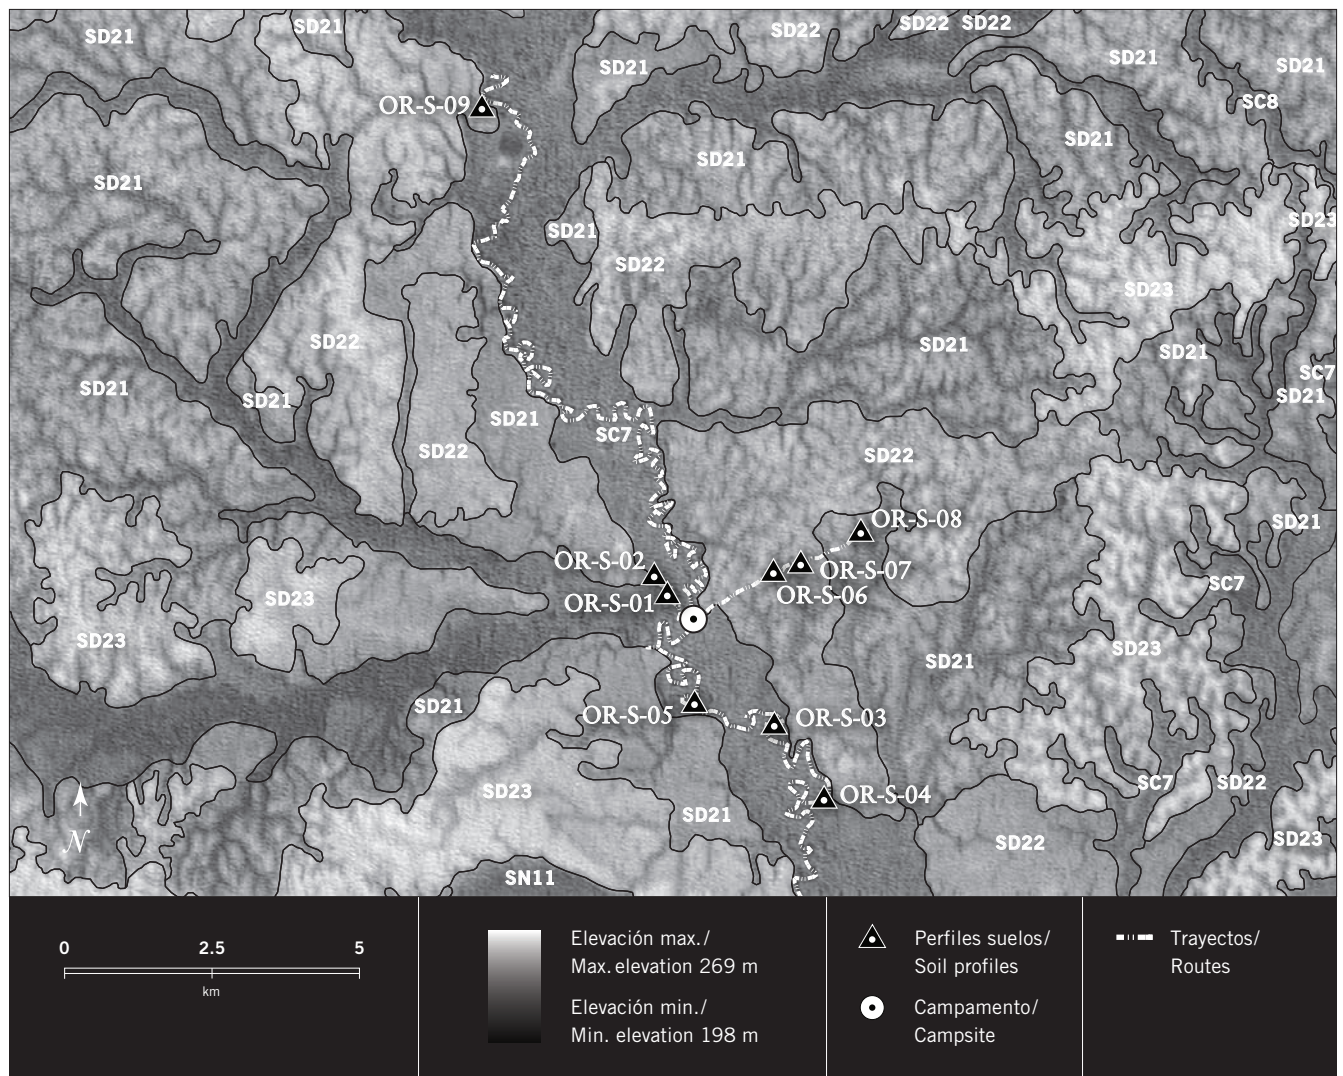 SD21
SD21
SD22
SD22
SD22
SD21
SD21
SD21
SC8
OR-S-09
SD21
SD21
SD21
SD21
SD23
SD22
SD23
SD22
SD21
SD21
SC7
SD21
SD21
SD21
SD21
SC7
SD22
SD22
OR-S-08
SD21
OR-S-02
OR-S-07
SC7
OR-S-06
OR-S-01
SD23
SD23
SD23
SD21
SD21
OR-S-05
OR-S-03
SD23
OR-S-04
SC7
SD22
SD21
SD22
SD23
SN11
N
0 2.5 5
km
Elevación max./
Max. elevation 269 m
Elevación min./
Min. elevation 198 m
Perfiles suelos/
Soil profiles
Campamento/
Campsite
Trayectos/
Routes